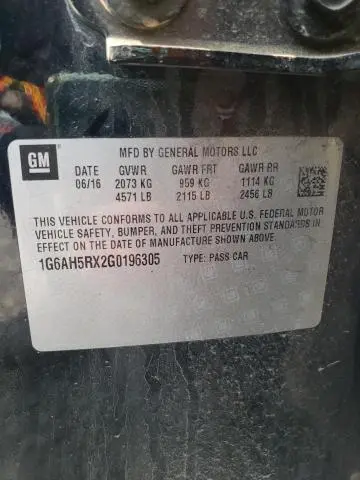 GM
MFD BY GENERAL MOTORS LLC
DATE GVWR GAWR FRT GAWR RR
06/16 2073 KG 959 KG 1114 KG
4571 LB 2115 LB 2456 LB
THIS VEHICLE CONFORMS TO ALL APPLICABLE U.S. FEDERAL MOTOR
VEHICLE SAFETY, BUMPER, AND THEFT PREVENTION STANDARDS IN
EFFECT ON THE DATE OF MANUFACTURE SHOWN ABOVE.
1G6AH5RX2G0196305 TYPE: PASS CAR